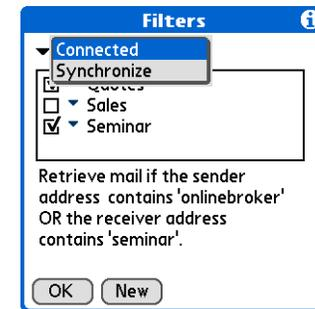 Filters
Connected
Synchronize
Quotes
Sales
Seminar
Retrieve mail if the sender
address contains 'onlinebroker'
OR the receiver address
contains 'seminar'.
OK New